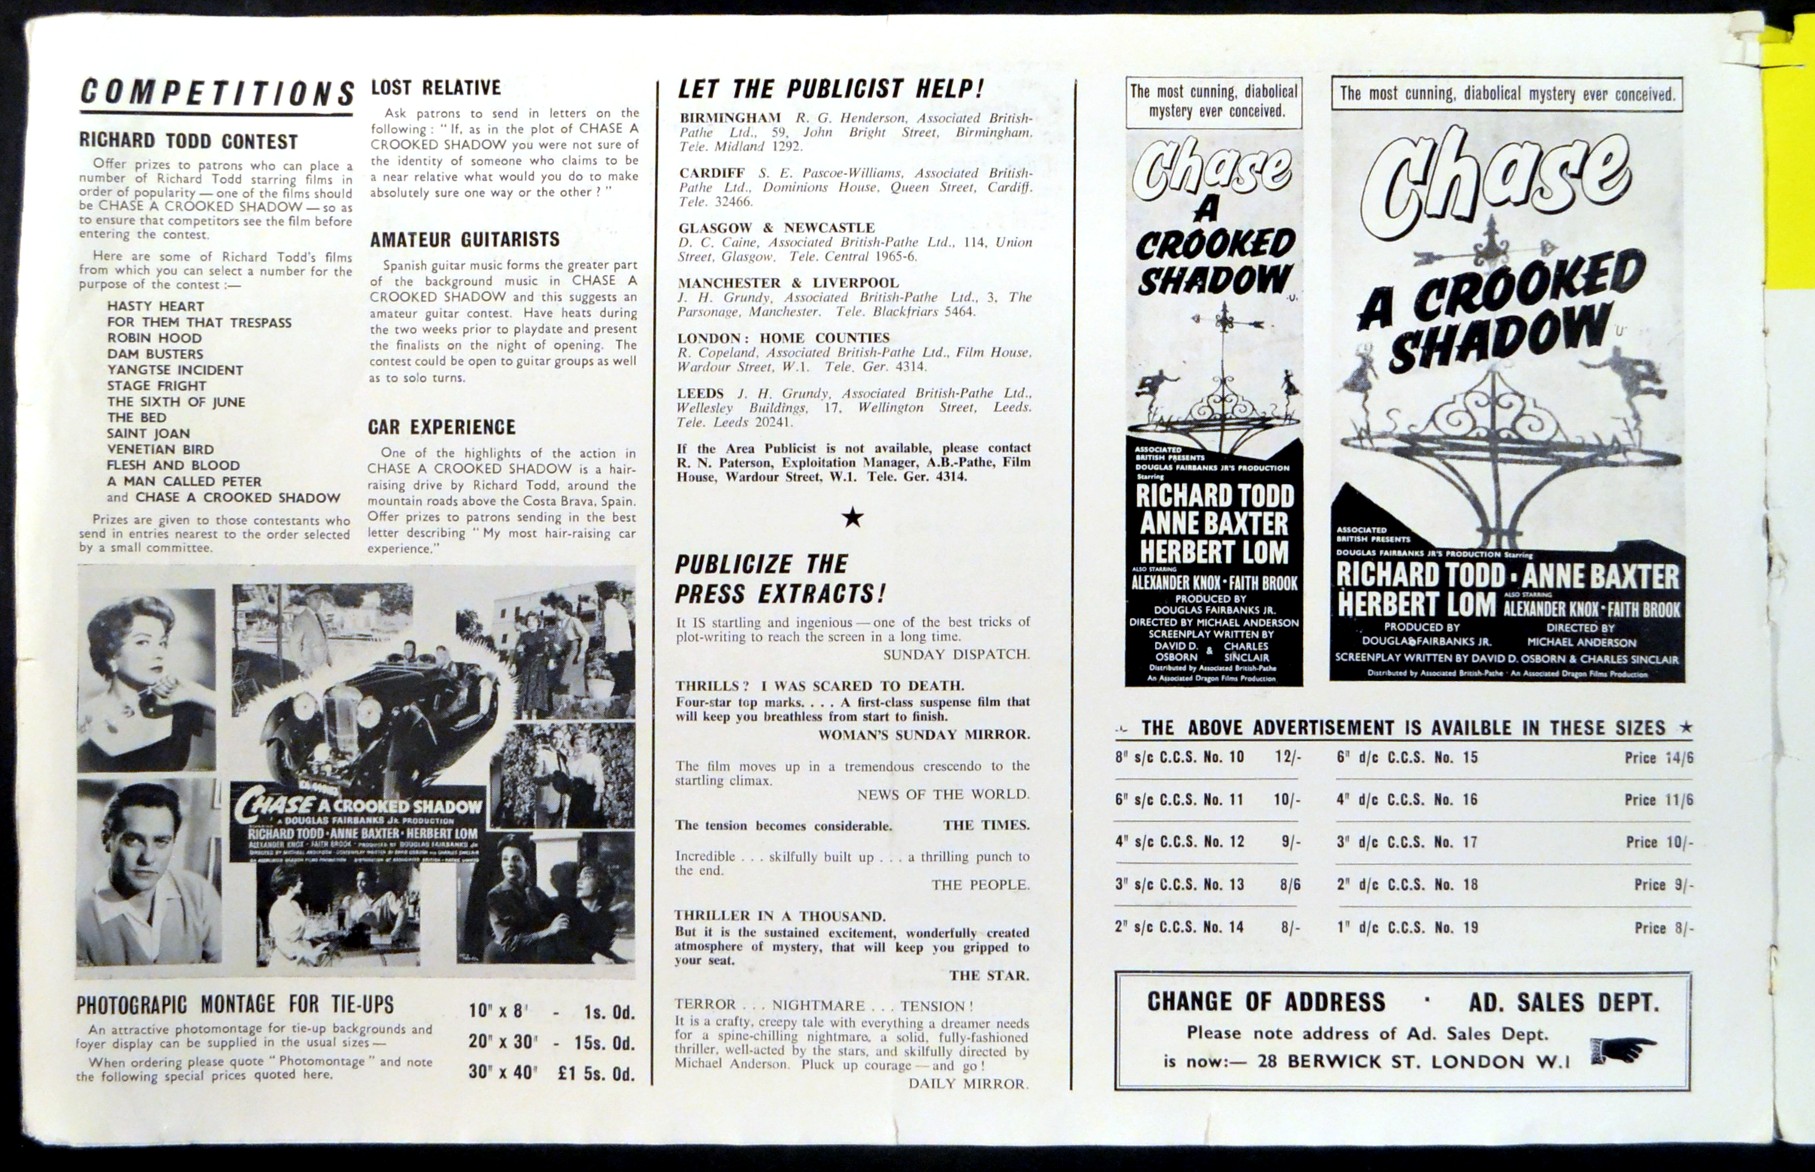 COMPETITIONS
RICHARD TODD CONTEST
Offer prizes to patrons who can place a
number of Richard Todd starring films in
order of popularity — one of the films should
be CHASE A CROOKED SHADOW — so as
to ensure that competitors see the film before
entering the contest.
Here are some of Richard Todd's films
from which you can select a number for the
purpose of the contest :—
HASTY HEART
FOR THEM THAT TRESPASS
ROBIN HOOD
DAM BUSTERS
YANGTSE INCIDENT
STAGE FRIGHT
THE SIXTH OF JUNE
THE BED
SAINT JOAN
VENETIAN BIRD
FLESH AND BLOOD
A MAN CALLED PETER
and CHASE A CROOKED SHADOW
Prizes are given to those contestants who
send in entries nearest to the order selected
by a small committee.
LOST RELATIVE
Ask patrons to send in letters on the
following : " If, as in the plot of CHASE A
CROOKED SHADOW you were not sure of
the identity of someone who claims to be
a near relative what would you do to make
absolutely sure one way or the other ? "
AMATEUR GUITARISTS
Spanish guitar music forms the greater part
of the background music in CHASE A
CROOKED SHADOW and this suggests an
amateur guitar contest. Have heats during
the two weeks prior to playdate and present
the finalists on the night of opening. The
contest could be open to guitar groups as well
as to solo turns.
CAR EXPERIENCE
One of the highlights of the action in
CHASE A CROOKED SHADOW is a hair-
raising drive by Richard Todd, around the
mountain roads above the Costa Brava, Spain.
Offer prizes to patrons sending in the best
letter describing " My most hair-raising car
experience."
CHASE A CROOKED SHADOW
A DOUGLAS FAIRBANKS Jr. PRODUCTION
RICHARD TODD · ANNE BAXTER · HERBERT LOM
ALEXANDER KNOX · FAITH BROOK · PRODUCED BY DOUGLAS FAIRBANKS Jr
PHOTOGRAPIC MONTAGE FOR TIE-UPS
An attractive photomontage for tie-up backgrounds and
foyer display can be supplied in the usual sizes—
When ordering please quote " Photomontage " and note
the following special prices quoted here.
10" x 8' - 1s. 0d.
20" x 30" - 15s. 0d.
30" x 40" £1 5s. 0d.
LET THE PUBLICIST HELP!
BIRMINGHAM R. G. Henderson, Associated British-
Pathe Ltd., 59, John Bright Street, Birmingham.
Tele. Midland 1292.
CARDIFF S. E. Pascoe-Williams, Associated British-
Pathe Ltd., Dominions House, Queen Street, Cardiff.
Tele. 32466.
GLASGOW & NEWCASTLE
D. C. Caine, Associated British-Pathe Ltd., 114, Union
Street, Glasgow. Tele. Central 1965-6.
MANCHESTER & LIVERPOOL
J. H. Grundy, Associated British-Pathe Ltd., 3, The
Parsonage, Manchester. Tele. Blackfriars 5464.
LONDON : HOME COUNTIES
R. Copeland, Associated British-Pathe Ltd., Film House,
Wardour Street, W.1. Tele. Ger. 4314.
LEEDS J. H. Grundy, Associated British-Pathe Ltd.,
Wellesley Buildings, 17, Wellington Street, Leeds.
Tele. Leeds 20241.
If the Area Publicist is not available, please contact
R. N. Paterson, Exploitation Manager, A.B.-Pathe, Film
House, Wardour Street, W.1. Tele. Ger. 4314.
PUBLICIZE THE
PRESS EXTRACTS!
It IS startling and ingenious — one of the best tricks of
plot-writing to reach the screen in a long time.
SUNDAY DISPATCH.
THRILLS ? I WAS SCARED TO DEATH.
Four-star top marks. . . . A first-class suspense film that
will keep you breathless from start to finish.
WOMAN'S SUNDAY MIRROR.
The film moves up in a tremendous crescendo to the
startling climax.
NEWS OF THE WORLD.
The tension becomes considerable. THE TIMES.
Incredible . . . skilfully built up . . . a thrilling punch to
the end.
THE PEOPLE.
THRILLER IN A THOUSAND.
But it is the sustained excitement, wonderfully created
atmosphere of mystery, that will keep you gripped to
your seat.
THE STAR.
TERROR . . . NIGHTMARE . . . TENSION !
It is a crafty, creepy tale with everything a dreamer needs
for a spine-chilling nightmare, a solid, fully-fashioned
thriller, well-acted by the stars, and skilfully directed by
Michael Anderson. Pluck up courage — and go !
DAILY MIRROR.
The most cunning, diabolical
mystery ever conceived.
Chase
A
CROOKED
SHADOW
U.
ASSOCIATED
BRITISH PRESENTS
DOUGLAS FAIRBANKS JR'S PRODUCTION
Starring
RICHARD TODD
ANNE BAXTER
HERBERT LOM
ALSO STARRING
ALEXANDER KNOX · FAITH BROOK
PRODUCED BY
DOUGLAS FAIRBANKS JR.
DIRECTED BY MICHAEL ANDERSON
SCREENPLAY WRITTEN BY
DAVID D. OSBORN & CHARLES SINCLAIR
Distributed by Associated British-Pathe
An Associated Dragon Films Production
The most cunning, diabolical mystery ever conceived.
Chase
A CROOKED
SHADOW
U
ASSOCIATED
BRITISH PRESENTS
DOUGLAS FAIRBANKS JR'S PRODUCTION Starring
RICHARD TODD · ANNE BAXTER
HERBERT LOM ALSO STARRING ALEXANDER KNOX · FAITH BROOK
PRODUCED BY DIRECTED BY
DOUGLAS FAIRBANKS JR. MICHAEL ANDERSON
SCREENPLAY WRITTEN BY DAVID D. OSBORN & CHARLES SINCLAIR
Distributed by Associated British-Pathe · An Associated Dragon Films Production
THE ABOVE ADVERTISEMENT IS AVAILBLE IN THESE SIZES
8" s/c C.C.S. No. 10 12/- 6" d/c C.C.S. No. 15 Price 14/6
6" s/c C.C.S. No. 11 10/- 4" d/c C.C.S. No. 16 Price 11/6
4" s/c C.C.S. No. 12 9/- 3" d/c C.C.S. No. 17 Price 10/-
3" s/c C.C.S. No. 13 8/6 2" d/c C.C.S. No. 18 Price 9/-
2" s/c C.C.S. No. 14 8/- 1" d/c C.C.S. No. 19 Price 8/-
CHANGE OF ADDRESS · AD. SALES DEPT.
Please note address of Ad. Sales Dept.
is now:— 28 BERWICK ST. LONDON W.1